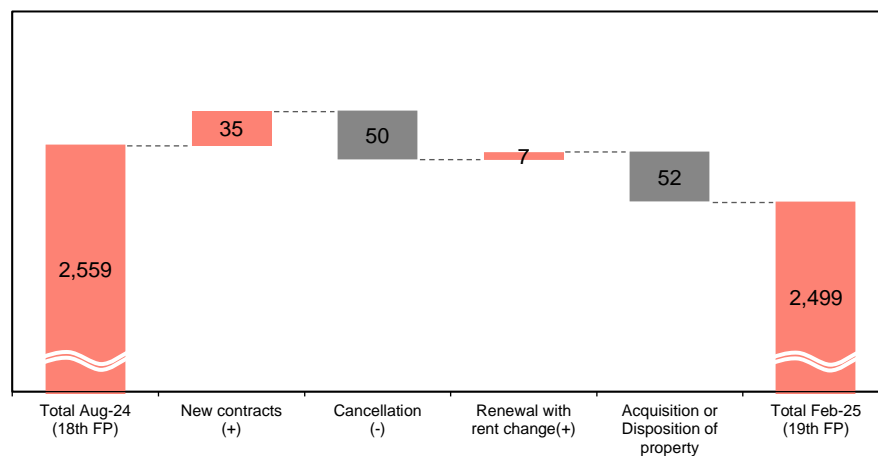 35
50
7
52
2,559
2,499
Total Aug-24
(18th FP)
New contracts
(+)
Cancellation
(-)
Renewal with
rent change(+)
Acquisition or
Disposition of
property
Total Feb-25
(19th FP)